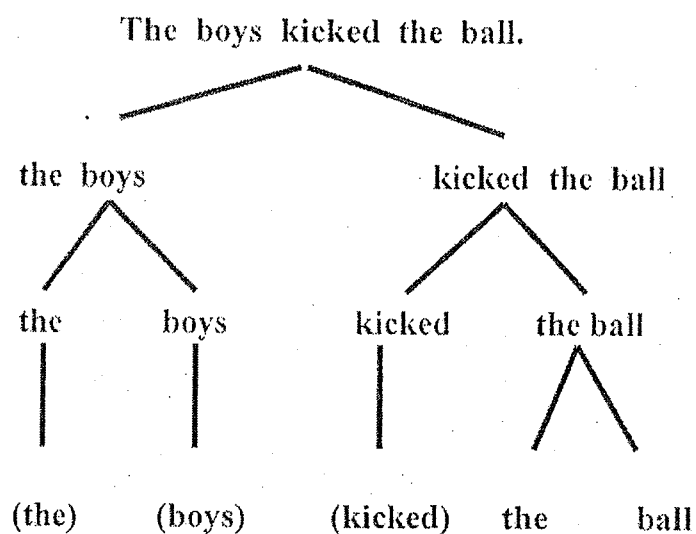 The boys kicked the ball.
the boys kicked the ball
the boys kicked the ball
(the) (boys) (kicked) the ball